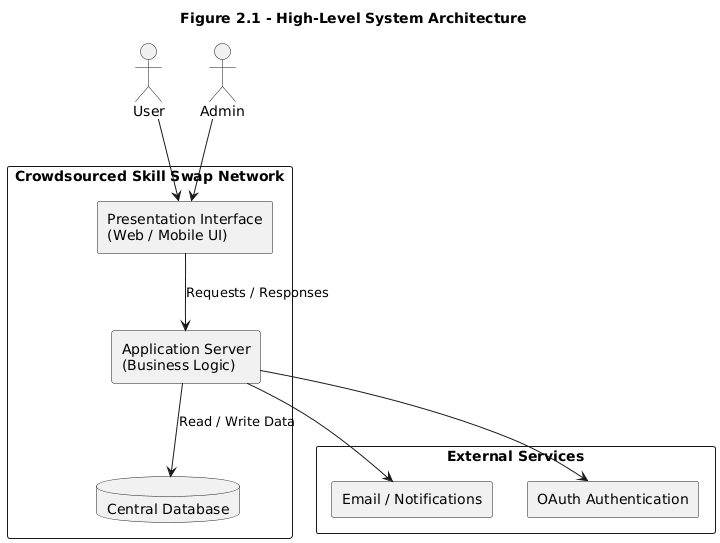 Figure 2.1 - High-Level System Architecture
User
Admin
Crowdsourced Skill Swap Network
Presentation Interface
(Web / Mobile UI)
Requests / Responses
Application Server
(Business Logic)
Read / Write Data
Central Database
External Services
Email / Notifications
OAuth Authentication